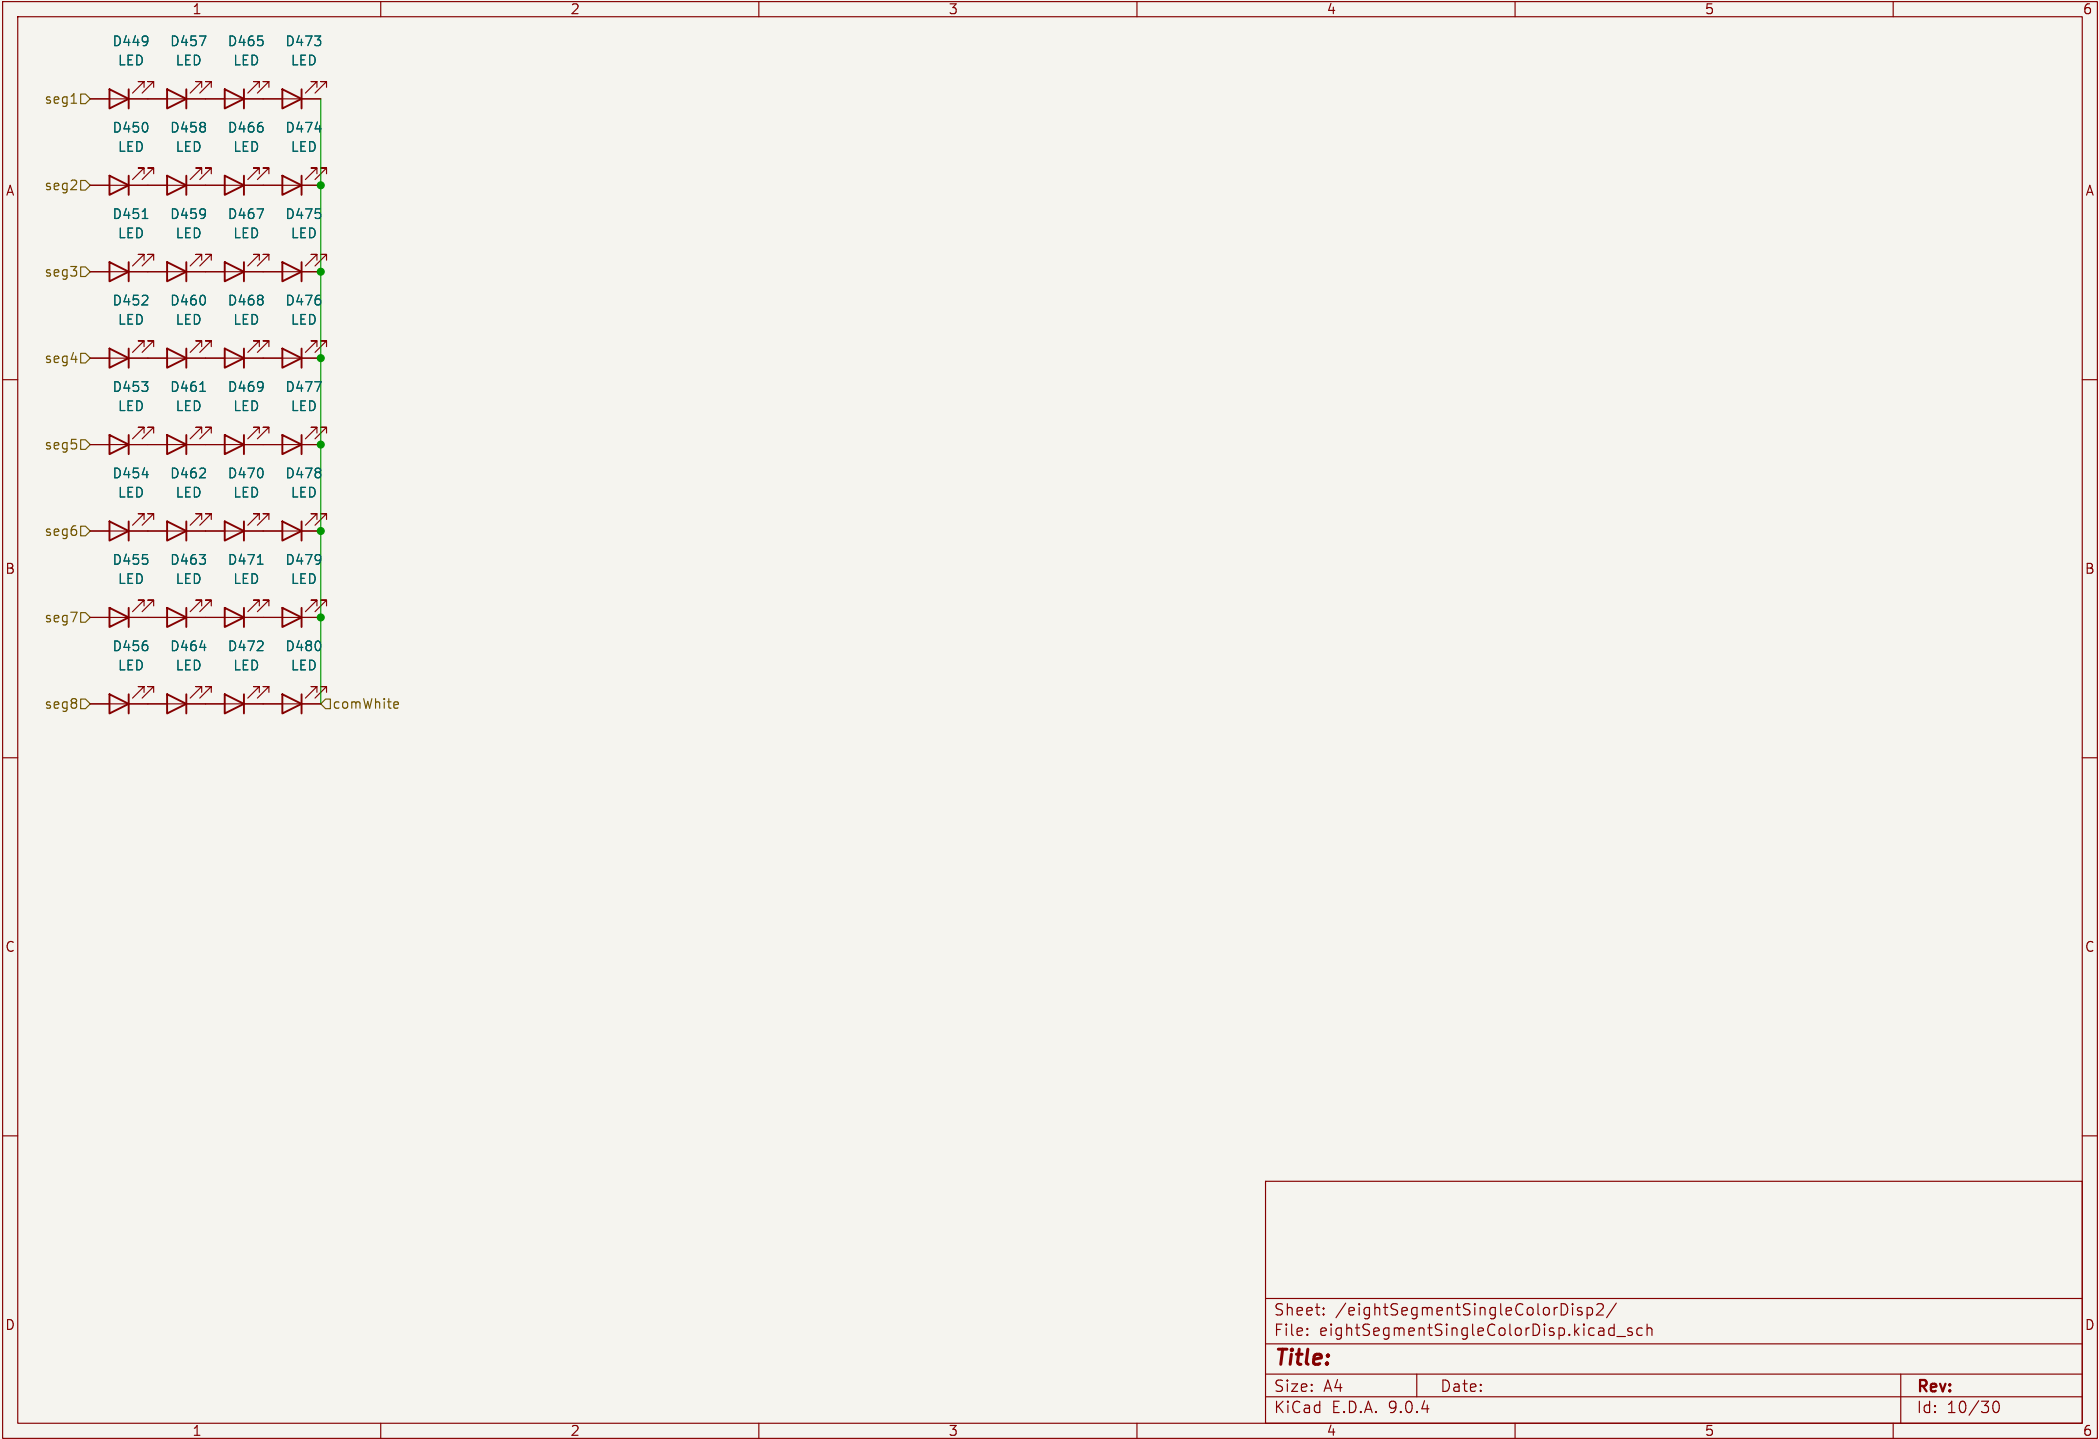 1 2 3 4 5 6
D449 D457 D465 D473
LED LED LED LED
seg1
D450 D458 D466 D474
LED LED LED LED
seg2
A A
D451 D459 D467 D475
LED LED LED LED
seg3
D452 D460 D468 D476
LED LED LED LED
seg4
D453 D461 D469 D477
LED LED LED LED
seg5
D454 D462 D470 D478
LED LED LED LED
seg6
D455 D463 D471 D479
B B
LED LED LED LED
seg7
D456 D464 D472 D480
LED LED LED LED
seg8 comWhite
C C
Sheet: /eightSegmentSingleColorDisp2/
D D
File: eightSegmentSingleColorDisp.kicad_sch
Title:
Size: A4 Date: Rev:
KiCad E.D.A. 9.0.4 Id: 10/30
1 2 3 4 5 6